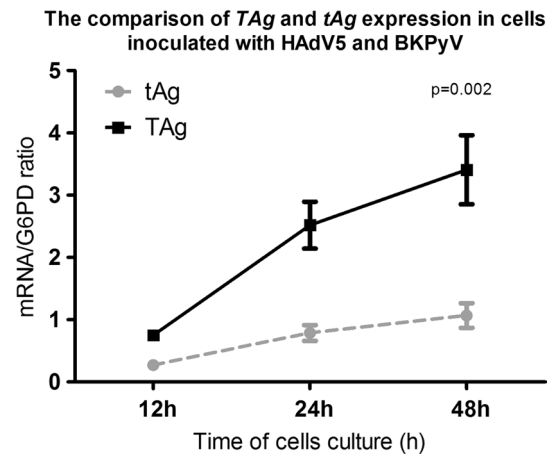 The comparison of TAg and tAg expression in cells
inoculated with HAdV5 and BKPyV
tAg
TAg
p=0.002
mRNA/G6PD ratio
5
4
3
2
1
0
12h
24h
48h
Time of cells culture (h)